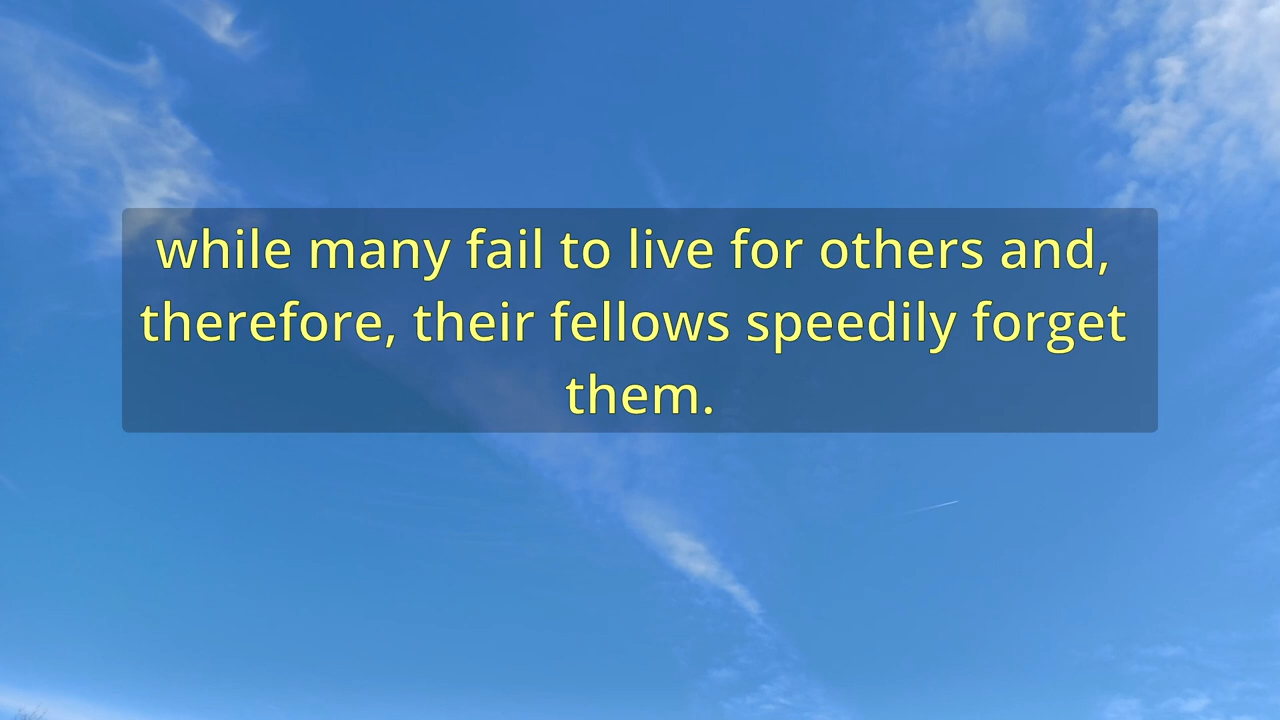 while many fail to live for others and,
therefore, their fellows speedily forget
them.